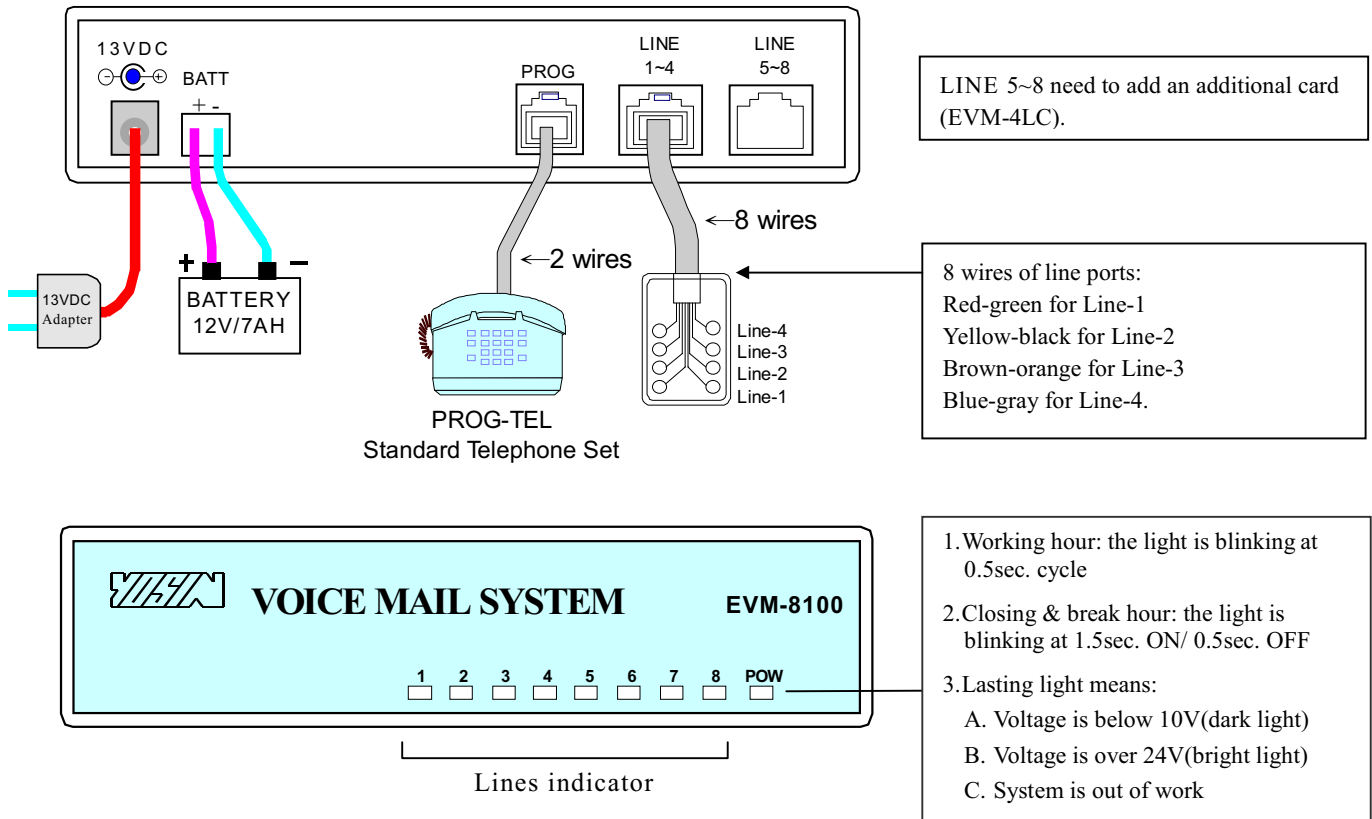 13VDC
BATT
+ -
PROG
LINE
1~4
LINE
5~8
LINE 5~8 need to add an additional card
(EVM-4LC).
←8 wires
←2 wires
+ −
13VDC
Adapter
BATTERY
12V/7AH
Line-4
Line-3
Line-2
Line-1
PROG-TEL
Standard Telephone Set
8 wires of line ports:
Red-green for Line-1
Yellow-black for Line-2
Brown-orange for Line-3
Blue-gray for Line-4.
YOSIN
VOICE MAIL SYSTEM
EVM-8100
1 2 3 4 5 6 7 8 POW
Lines indicator
1.Working hour: the light is blinking at
0.5sec. cycle
2.Closing & break hour: the light is
blinking at 1.5sec. ON/ 0.5sec. OFF
3.Lasting light means:
A. Voltage is below 10V(dark light)
B. Voltage is over 24V(bright light)
C. System is out of work